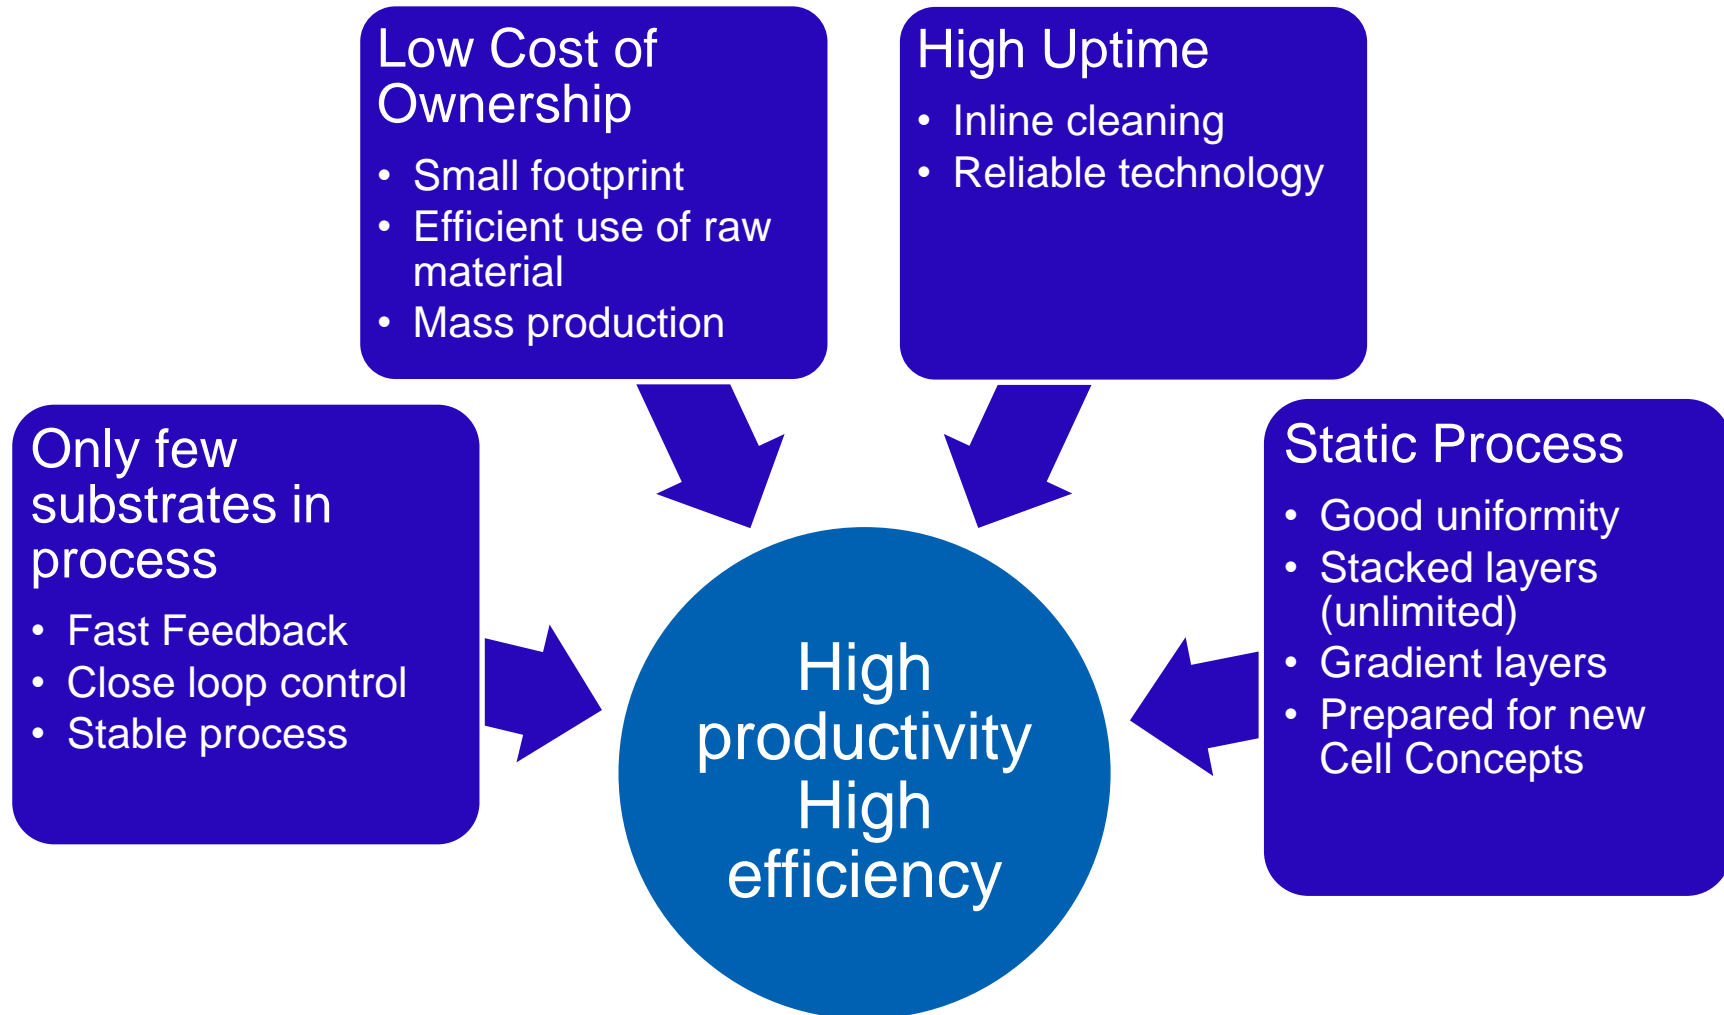 Low Cost of
Ownership
• Small footprint
• Efficient use of raw
material
• Mass production
High Uptime
• Inline cleaning
• Reliable technology
Only few
substrates in
process
• Fast Feedback
• Close loop control
• Stable process
Static Process
• Good uniformity
• Stacked layers
(unlimited)
• Gradient layers
• Prepared for new
Cell Concepts
High
productivity
High
efficiency